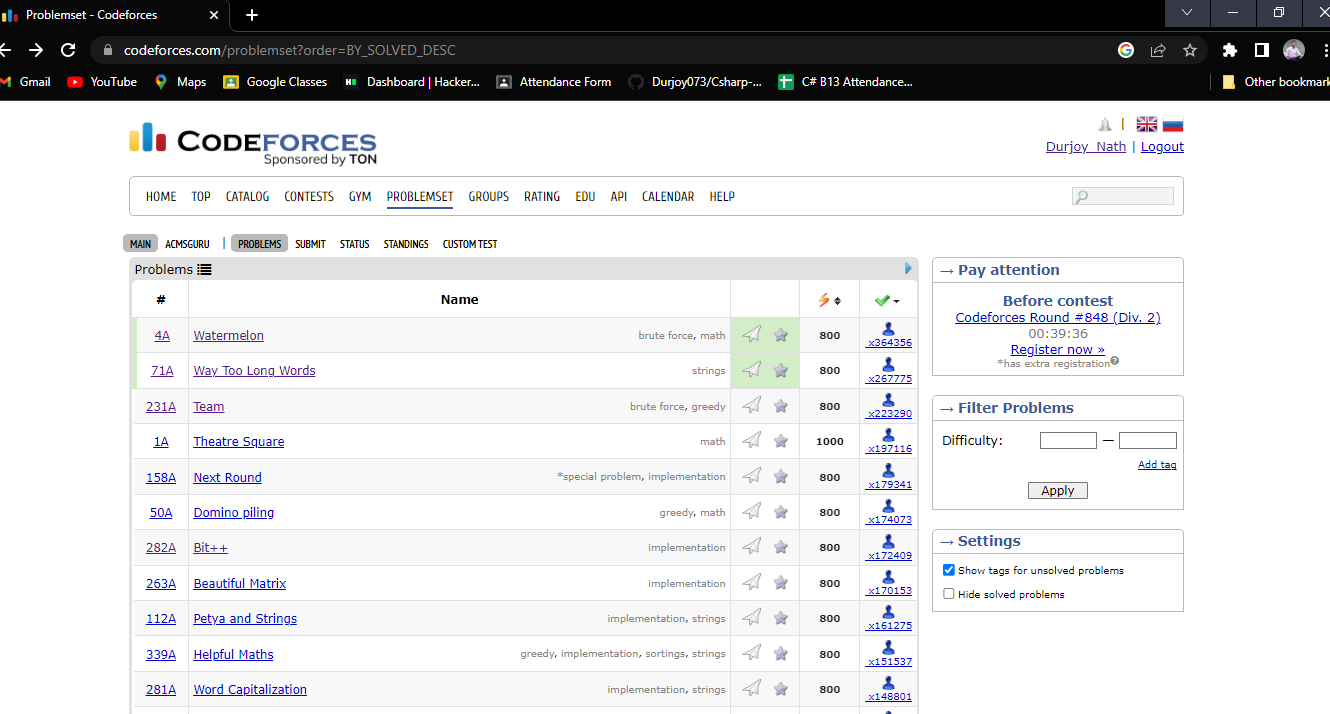 Problemset - Codeforces
codeforces.com/problemset?order=BY_SOLVED_DESC
Gmail YouTube Maps Google Classes Dashboard | Hacker... Attendance Form Durjoy073/Csharp-... C# B13 Attendance... Other bookmark
CODEFORCES
Sponsored by TON
Durjoy_Nath | Logout
HOME TOP CATALOG CONTESTS GYM PROBLEMSET GROUPS RATING EDU API CALENDAR HELP
MAIN ACMSGURU | PROBLEMS SUBMIT STATUS STANDINGS CUSTOM TEST
Problems
# Name
4A Watermelon brute force, math 800 x364356
71A Way Too Long Words strings 800 x267775
231A Team brute force, greedy 800 x223290
1A Theatre Square math 1000 x197116
158A Next Round *special problem, implementation 800 x179341
50A Domino piling greedy, math 800 x174073
282A Bit++ implementation 800 x172409
263A Beautiful Matrix implementation 800 x170153
112A Petya and Strings implementation, strings 800 x161275
339A Helpful Maths greedy, implementation, sortings, strings 800 x151537
281A Word Capitalization implementation, strings 800 x148801
→ Pay attention
Before contest
Codeforces Round #848 (Div. 2)
00:39:36
Register now »
*has extra registration?
→ Filter Problems
Difficulty: —
Add tag
Apply
→ Settings
Show tags for unsolved problems
Hide solved problems